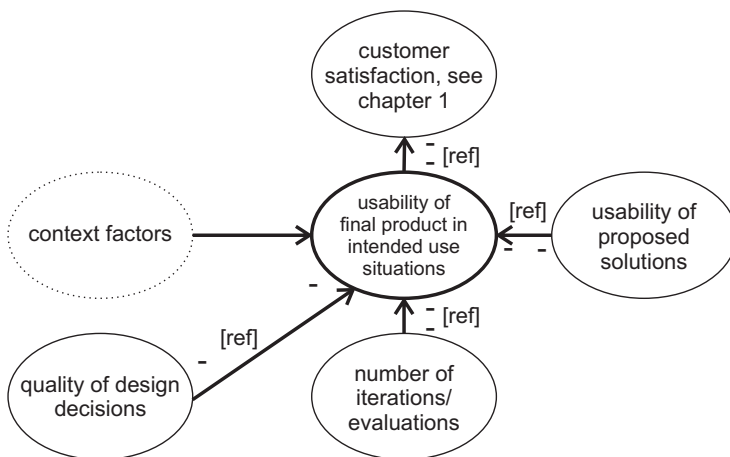 customer
satisfaction, see
chapter 1
-
-
[ref]
usability of
final product in
intended use
situations
context factors
[ref]
- -
usability of
proposed
solutions
-
[ref]
-
quality of design
decisions
-
-
[ref]
number of
iterations/
evaluations